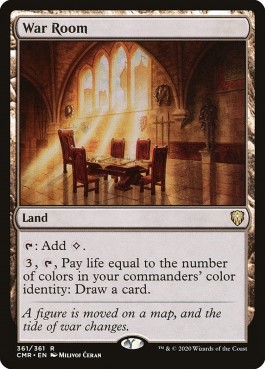 War Room
Land
: Add ◇.
3, , Pay life equal to the number
of colors in your commanders' color
identity: Draw a card.
A figure is moved on a map, and the
tide of war changes.
361/361 R
CMR • EN Milivoj Ćeran
™ & © 2020 Wizards of the Coast